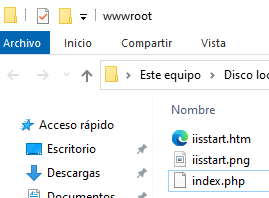 wwwroot
Archivo Inicio Compartir Vista
Este equipo Disco loc
Nombre
Acceso rápido
iisstart.htm
Escritorio
iisstart.png
Descargas
index.php
Documentos